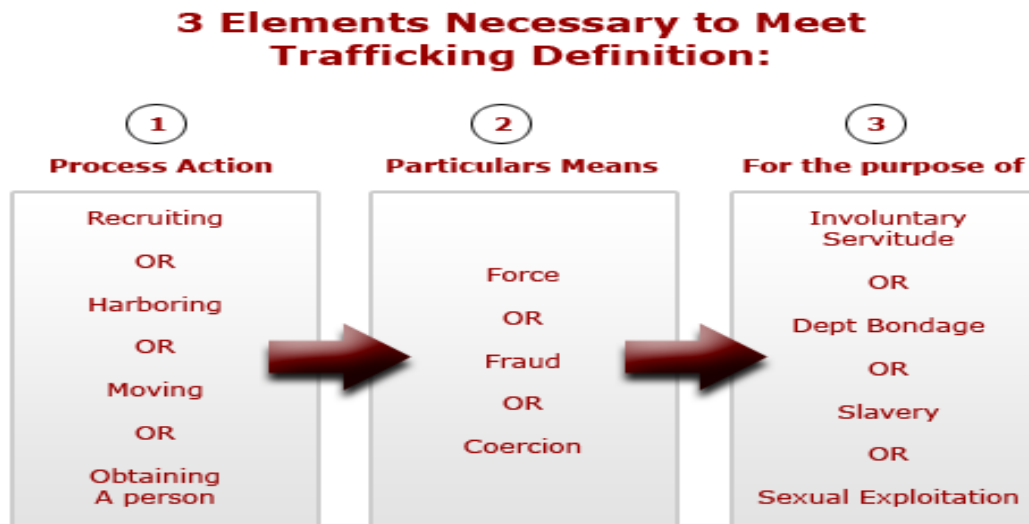 3 Elements Necessary to Meet
Trafficking Definition:
1
Process Action
Recruiting
OR
Harboring
OR
Moving
OR
Obtaining
A person
2
Particulars Means
Force
OR
Fraud
OR
Coercion
3
For the purpose of
Involuntary
Servitude
OR
Dept Bondage
OR
Slavery
OR
Sexual Exploitation